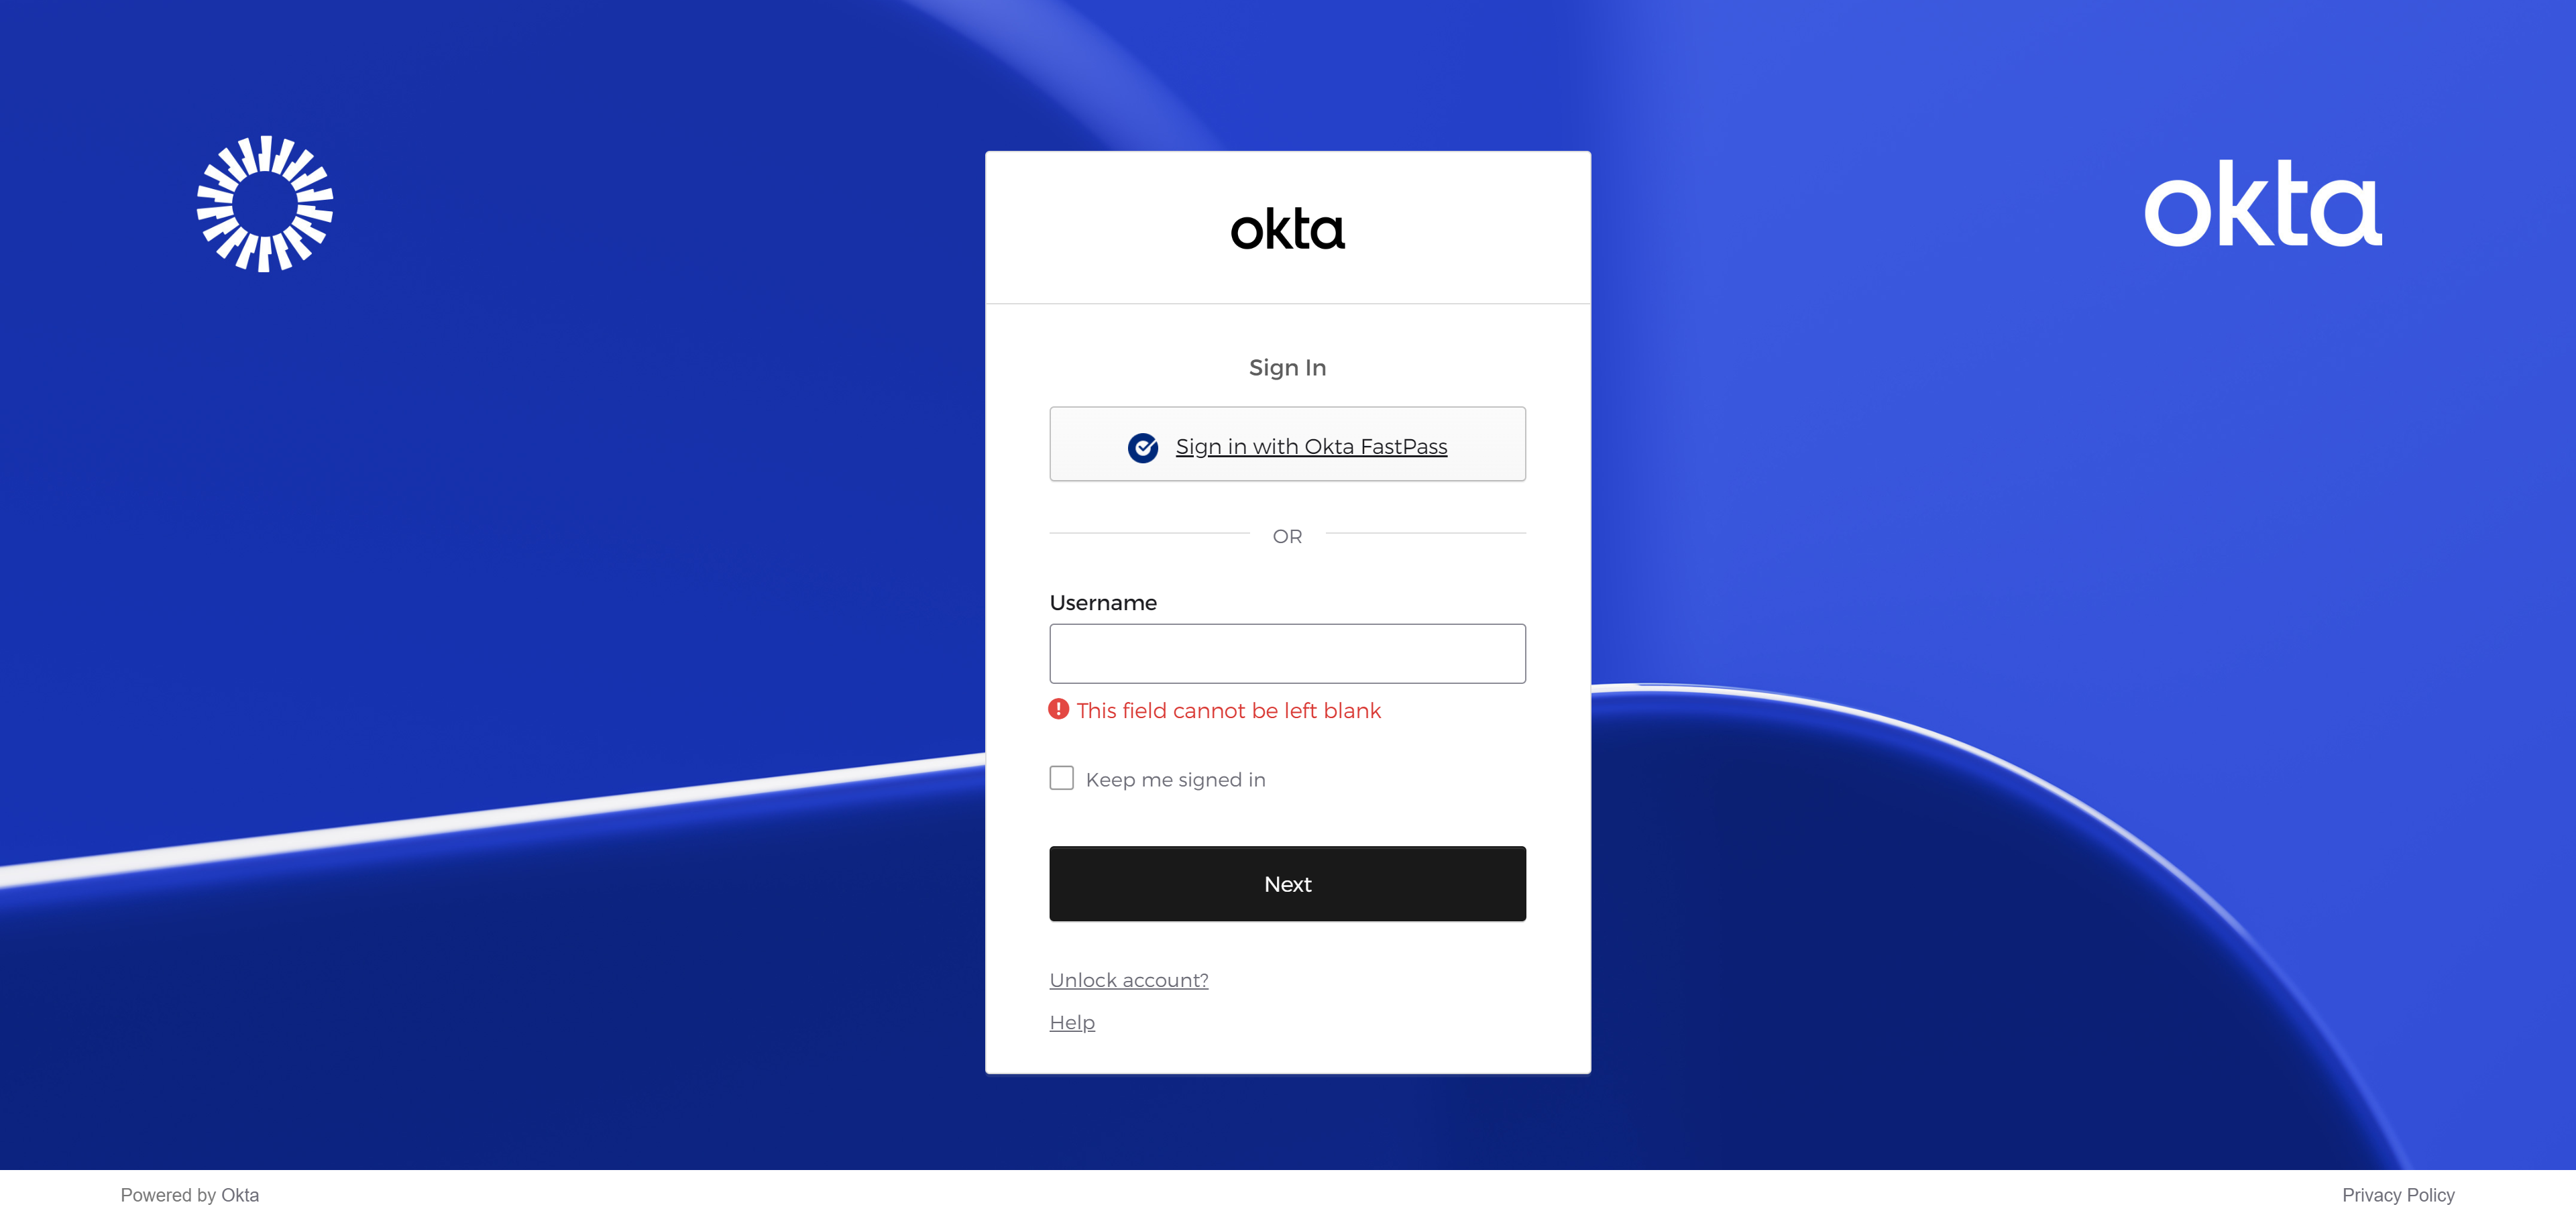 okta
okta
Sign In
Sign in with Okta FastPass
OR
Username
This field cannot be left blank
Keep me signed in
Next
Unlock account?
Help
Powered by Okta
Privacy Policy